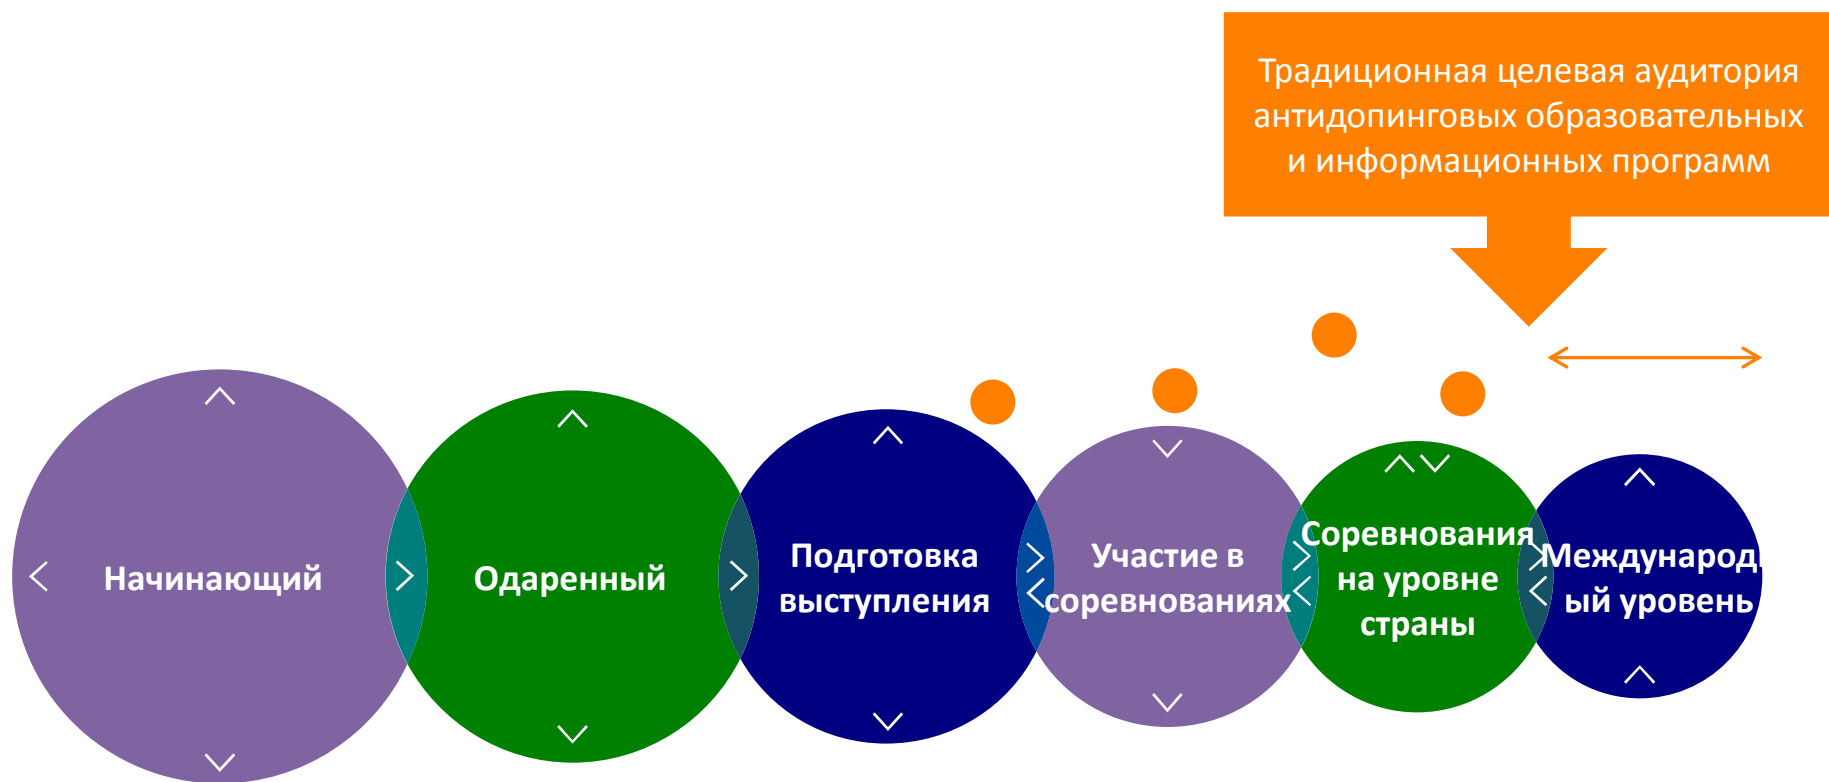 Традиционная целевая аудитория
антидопинговых образовательных
и информационных программ
Начинающий
Одаренный
Подготовка
выступления
Участие в
соревнованиях
Соревнования
на уровне
страны
Международн
ый уровень